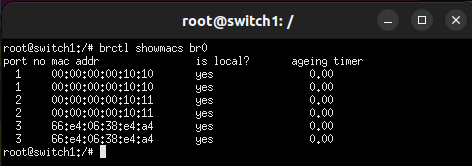 root@switch1: /
root@switch1:/# brctl showmacs br0
port no mac addr                is local?       ageing timer
  1     00:00:00:00:10:10       yes                0.00
  1     00:00:00:00:10:10       yes                0.00
  2     00:00:00:00:10:11       yes                0.00
  2     00:00:00:00:10:11       yes                0.00
  3     66:e4:06:38:e4:a4       yes                0.00
  3     66:e4:06:38:e4:a4       yes                0.00
root@switch1:/#